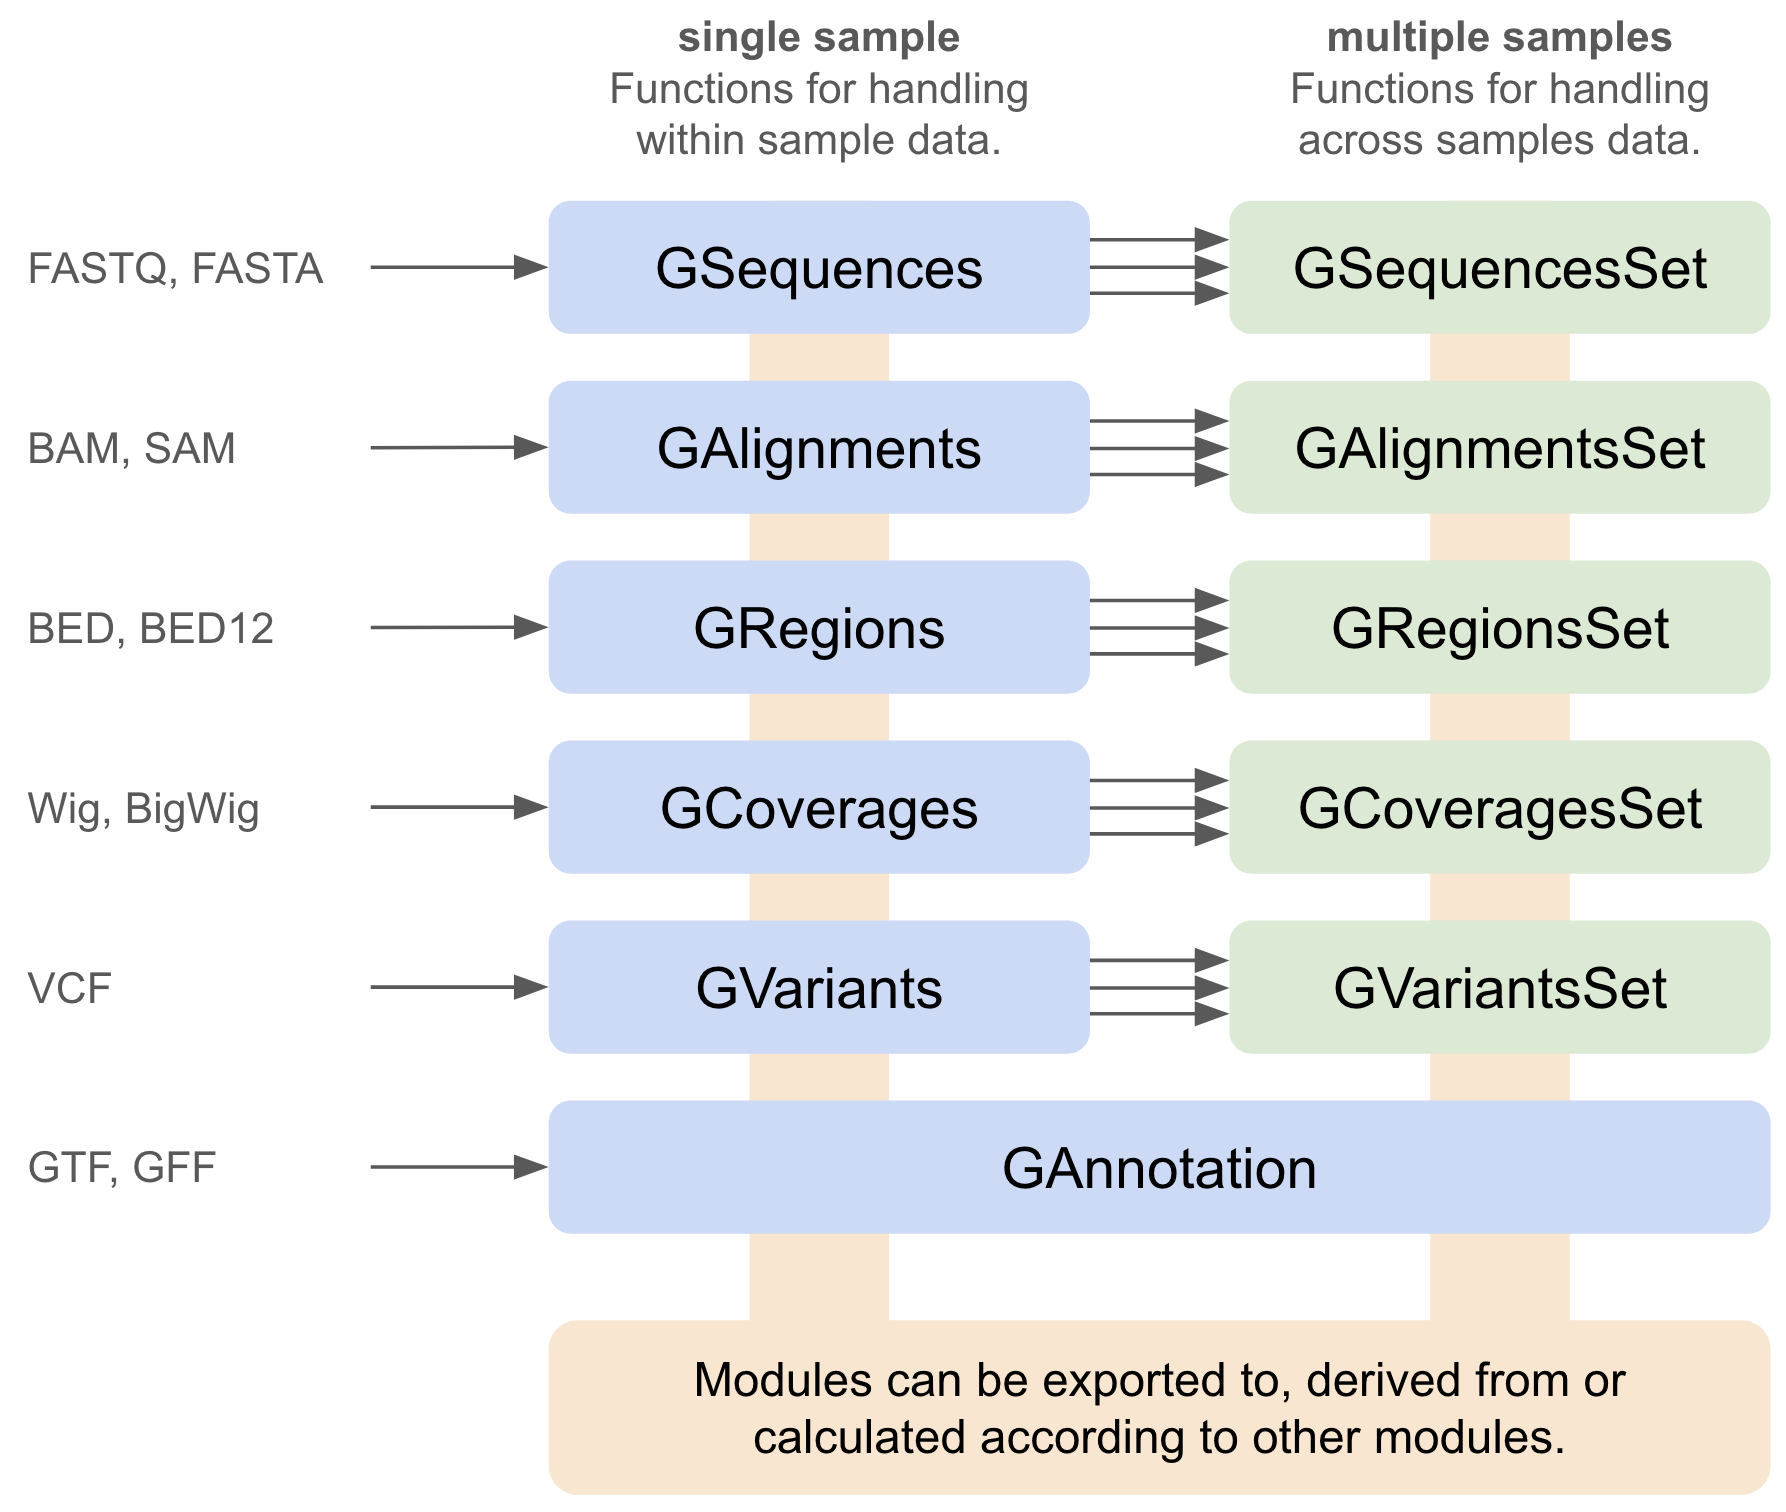 single sample
Functions for handling
within sample data.
multiple samples
Functions for handling
across samples data.
FASTQ, FASTA
GSequences
GSequencesSet
BAM, SAM
GAlignments
GAlignmentsSet
BED, BED12
GRegions
GRegionsSet
Wig, BigWig
GCoverages
GCoveragesSet
VCF
GVariants
GVariantsSet
GTF, GFF
GAnnotation
Modules can be exported to, derived from or
calculated according to other modules.